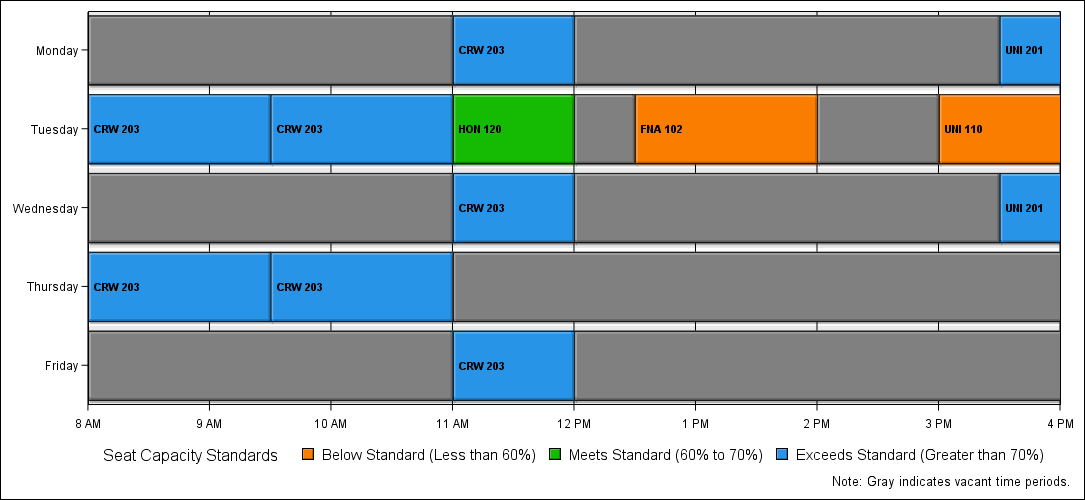 Monday
CRW 203
UNI 201
Tuesday
CRW 203
CRW 203
HON 120
FNA 102
UNI 110
Wednesday
CRW 203
UNI 201
Thursday
CRW 203
CRW 203
Friday
CRW 203
8 AM 9 AM 10 AM 11 AM 12 PM 1 PM 2 PM 3 PM 4 PM
Seat Capacity Standards Below Standard (Less than 60%) Meets Standard (60% to 70%) Exceeds Standard (Greater than 70%)
Note: Gray indicates vacant time periods.